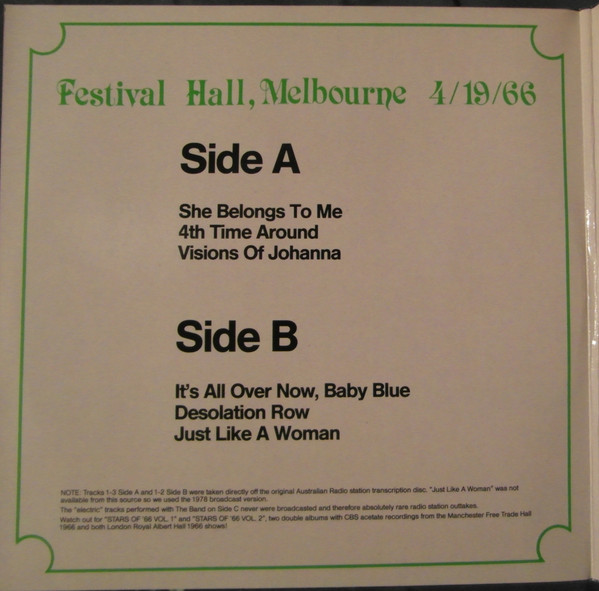 Festival Hall, Melbourne 4/19/66
Side A
She Belongs To Me
4th Time Around
Visions Of Johanna
Side B
It's All Over Now, Baby Blue
Desolation Row
Just Like A Woman
NOTE: Tracks 1-3 Side A and 1-2 Side B were taken directly off the original Australian Radio station transcription disc. "Just Like A Woman" was not
available from this source so we used the 1978 broadcast version.
The "electric" tracks performed with The Band on Side C never were broadcasted and therefore absolutely rare radio station outtakes.
Watch out for "STARS OF '66 VOL. 1" and "STARS OF '66 VOL. 2", two double albums with CBS acetate recordings from the Manchester Free Trade Hall
1966 and both London Royal Albert Hall 1966 shows!